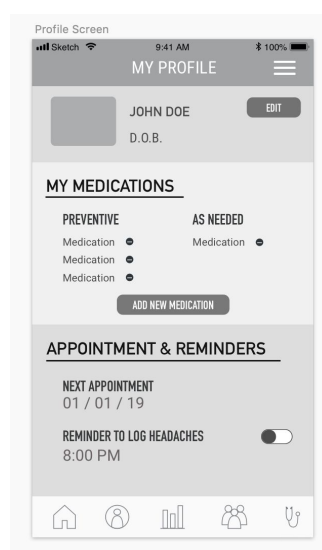 Profile Screen
Sketch 9:41 AM 100%
MY PROFILE
JOHN DOE EDIT
D.O.B.
MY MEDICATIONS
PREVENTIVE AS NEEDED
Medication Medication
Medication
Medication
ADD NEW MEDICATION
APPOINTMENT & REMINDERS
NEXT APPOINTMENT
01 / 01 / 19
REMINDER TO LOG HEADACHES
8:00 PM